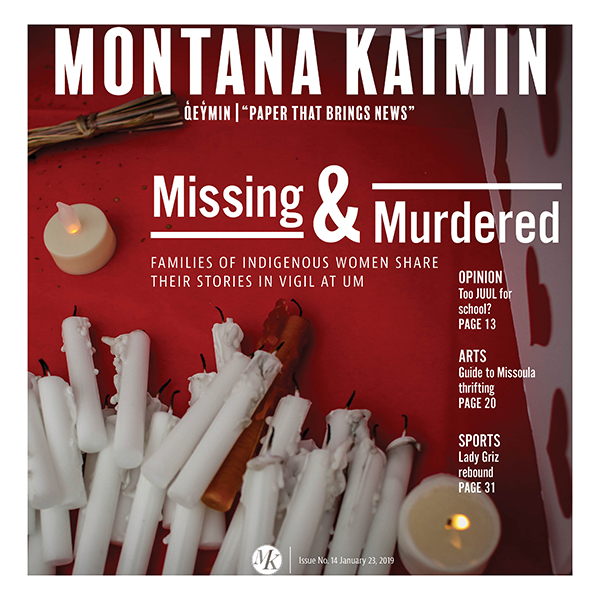 MONTANA KAIMIN
Q̓EY̓MIN | “PAPER THAT BRINGS NEWS”
Missing & Murdered
FAMILIES OF INDIGENOUS WOMEN SHARE
THEIR STORIES IN VIGIL AT UM
OPINION
Too JUUL for
school?
PAGE 13
ARTS
Guide to Missoula
thrifting
PAGE 20
SPORTS
Lady Griz
rebound
PAGE 31
MK
Issue No. 14 January 23, 2019